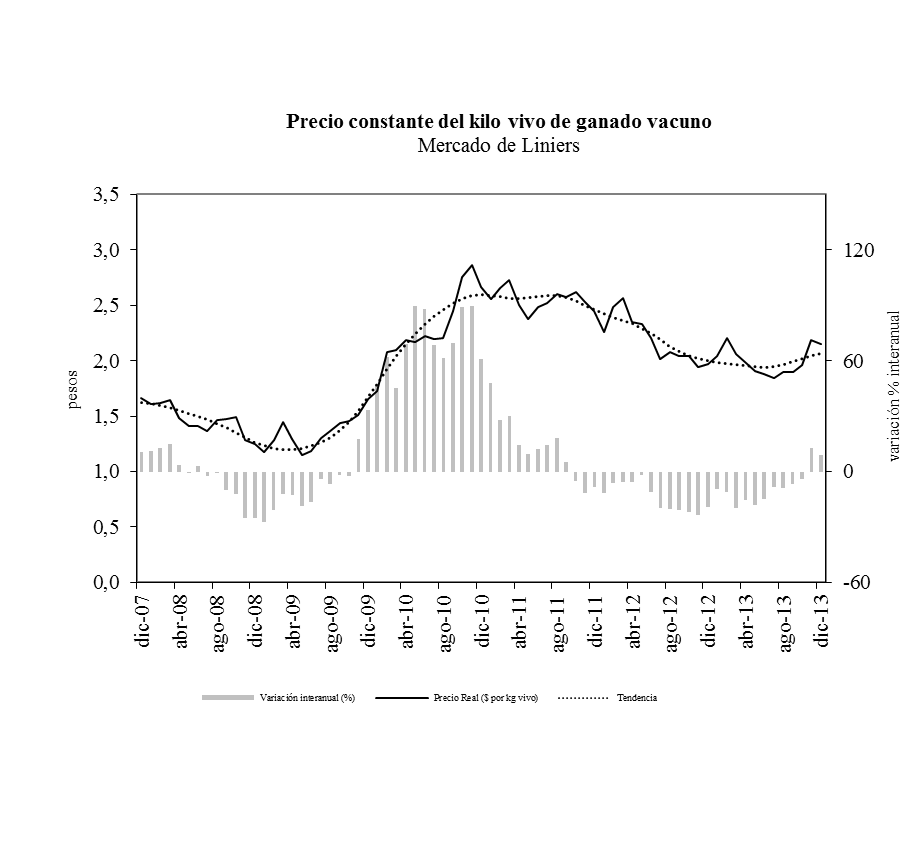 Precio constante del kilo vivo de ganado vacuno
Mercado de Liniers
pesos
3,5
3,0
2,5
2,0
1,5
1,0
0,5
0,0
120
60
0
-60
variación % interanual
dic-07
abr-08
ago-08
dic-08
abr-09
ago-09
dic-09
abr-10
ago-10
dic-10
abr-11
ago-11
dic-11
abr-12
ago-12
dic-12
abr-13
ago-13
dic-13
Variación interanual (%)
Precio Real ($ por kg vivo)
Tendencia